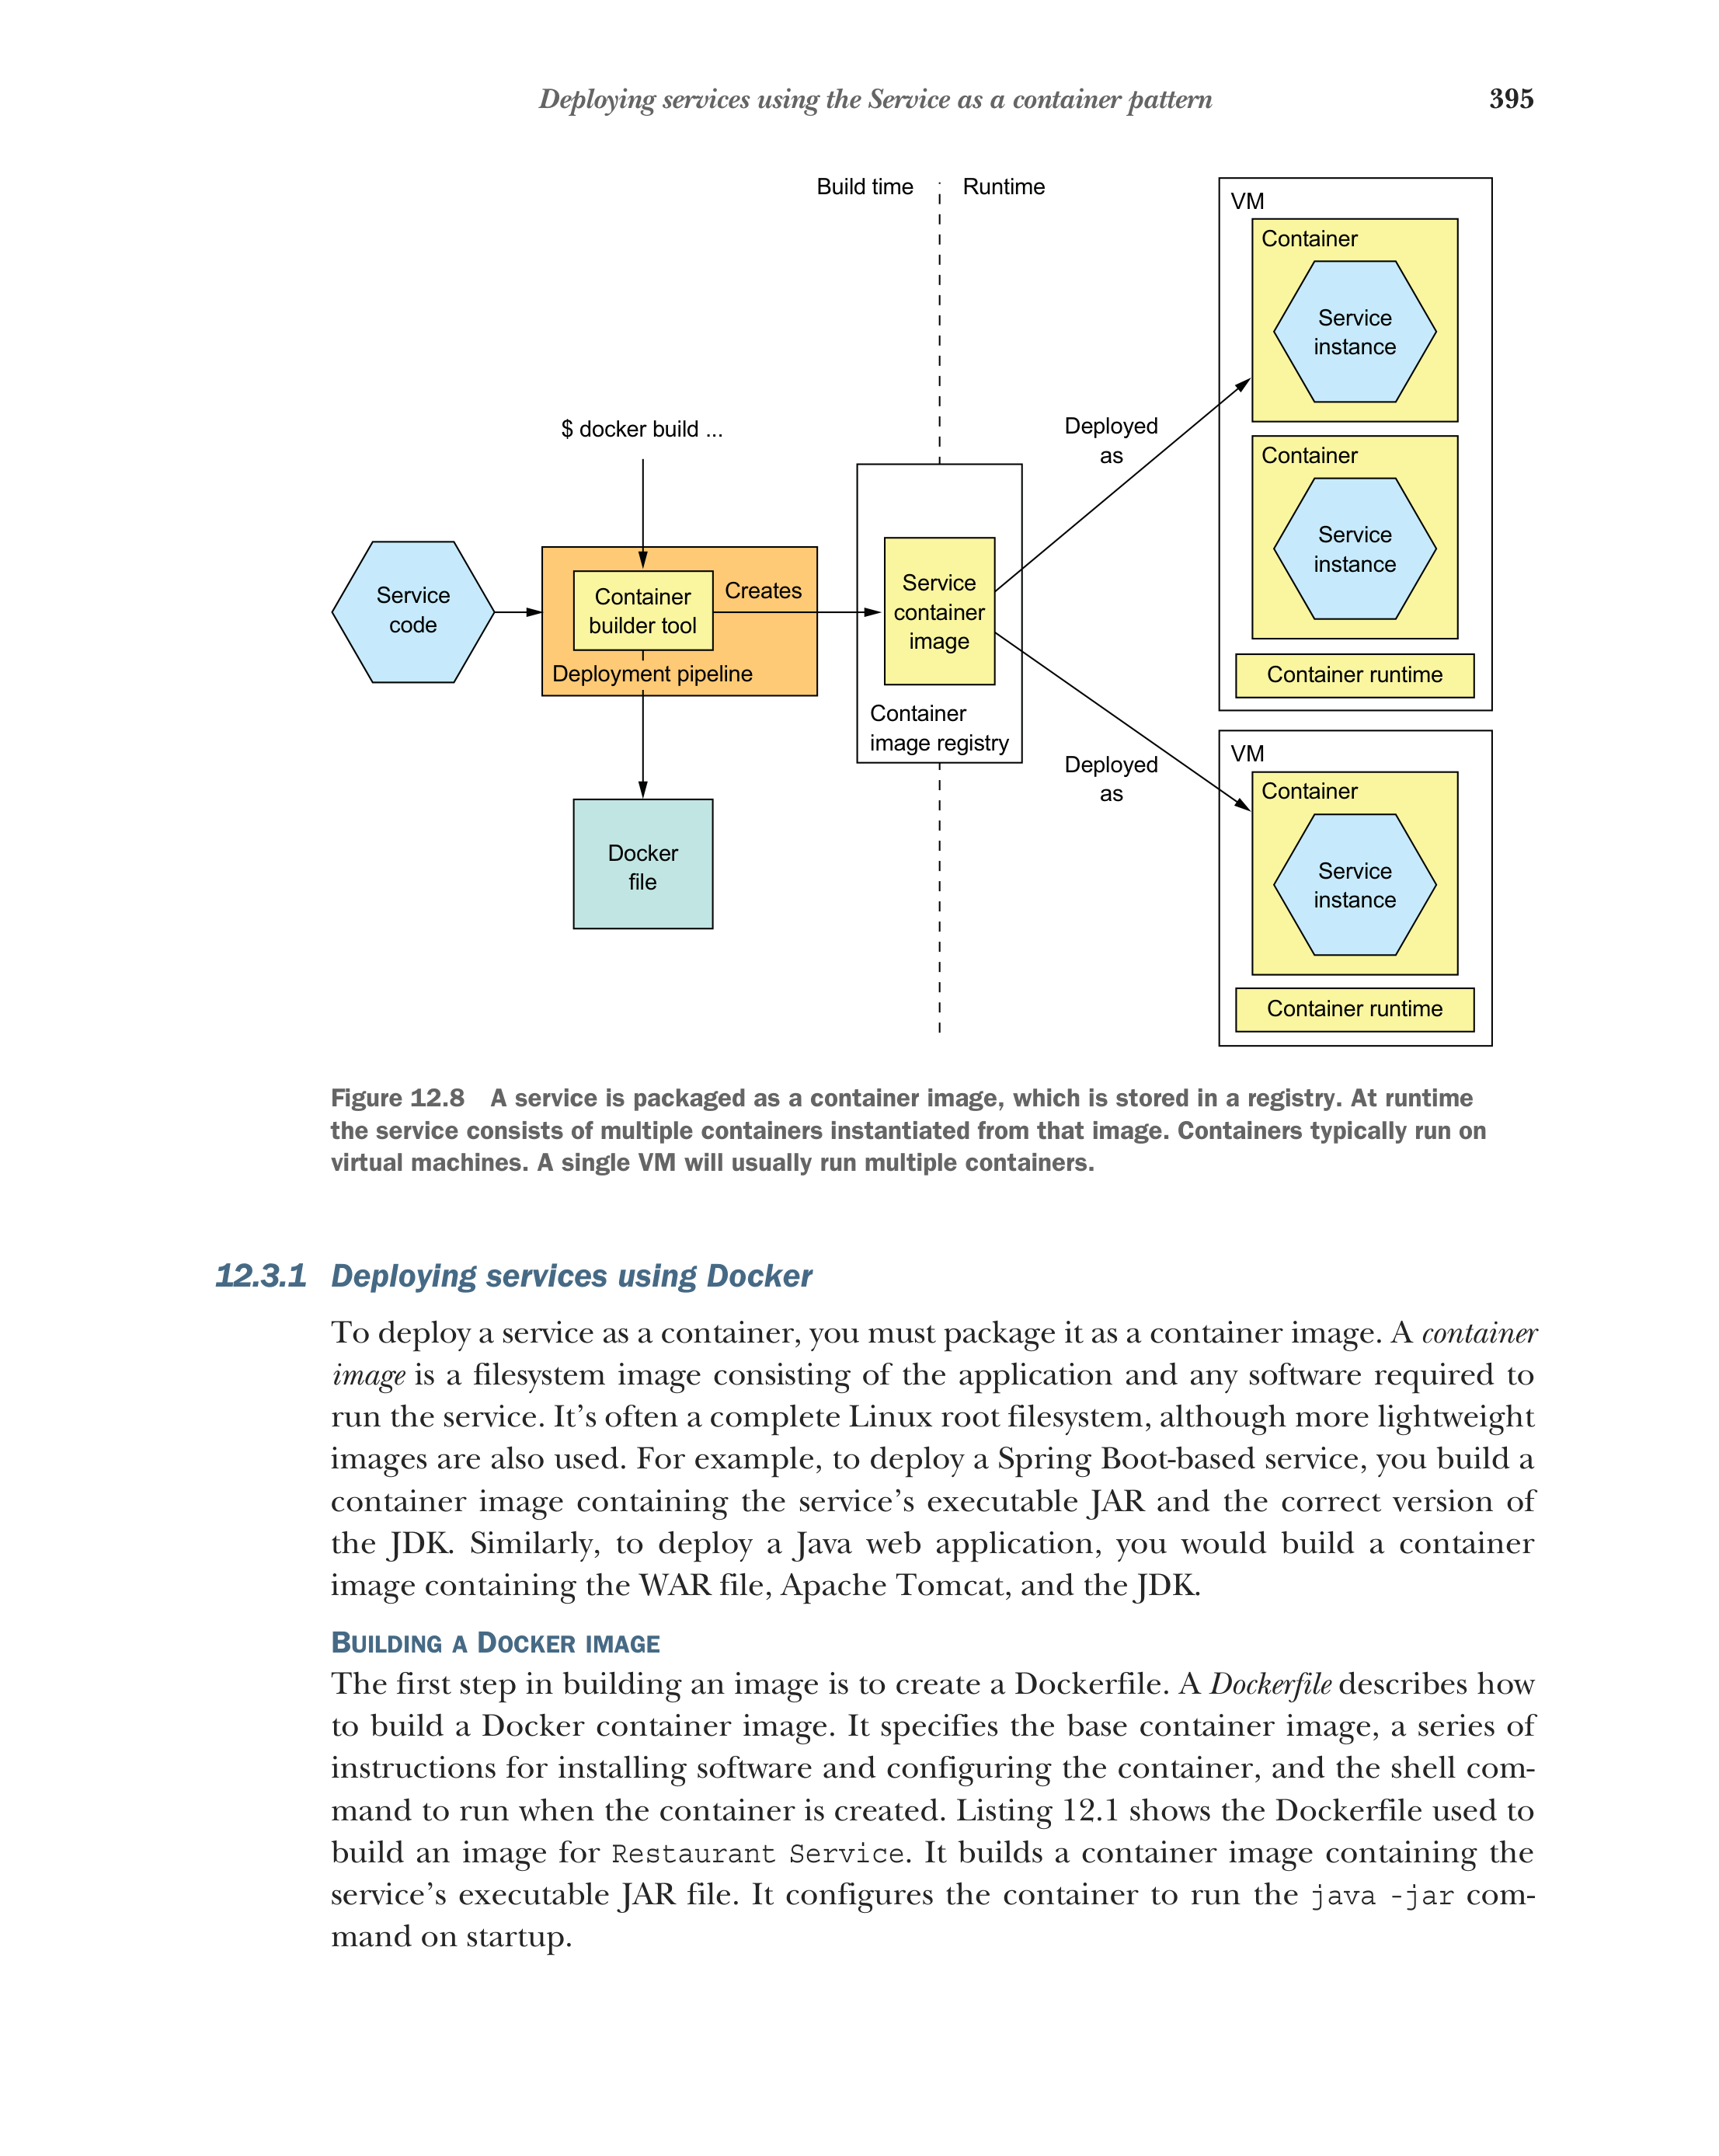 Deploying services using the Service as a container pattern 395
Build time Runtime
VM
Container
Service
instance
Container
Service
instance
Container runtime
Deployed
as
$ docker build ...
Service
code
Container
builder tool
Creates
Deployment pipeline
Service
container
image
Container
image registry
Docker
file
Deployed
as
VM
Container
Service
instance
Container runtime
Figure 12.8 A service is packaged as a container image, which is stored in a registry. At runtime
the service consists of multiple containers instantiated from that image. Containers typically run on
virtual machines. A single VM will usually run multiple containers.
12.3.1 Deploying services using Docker
To deploy a service as a container, you must package it as a container image. A container
image is a filesystem image consisting of the application and any software required to
run the service. It’s often a complete Linux root filesystem, although more lightweight
images are also used. For example, to deploy a Spring Boot-based service, you build a
container image containing the service’s executable JAR and the correct version of
the JDK. Similarly, to deploy a Java web application, you would build a container
image containing the WAR file, Apache Tomcat, and the JDK.
BUILDING A DOCKER IMAGE
The first step in building an image is to create a Dockerfile. A Dockerfile describes how
to build a Docker container image. It specifies the base container image, a series of
instructions for installing software and configuring the container, and the shell com-
mand to run when the container is created. Listing 12.1 shows the Dockerfile used to
build an image for Restaurant Service. It builds a container image containing the
service’s executable JAR file. It configures the container to run the java -jar com-
mand on startup.